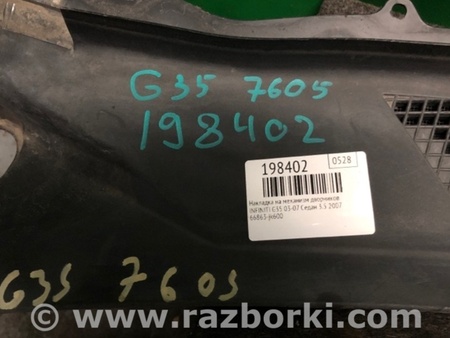 G35 7605
198402
198402 0528
Накладка на механизм дворников
INFINITI G35 03-07 Седан 3.5 2007
66863-jk600
G35 7605
www.razborki.com